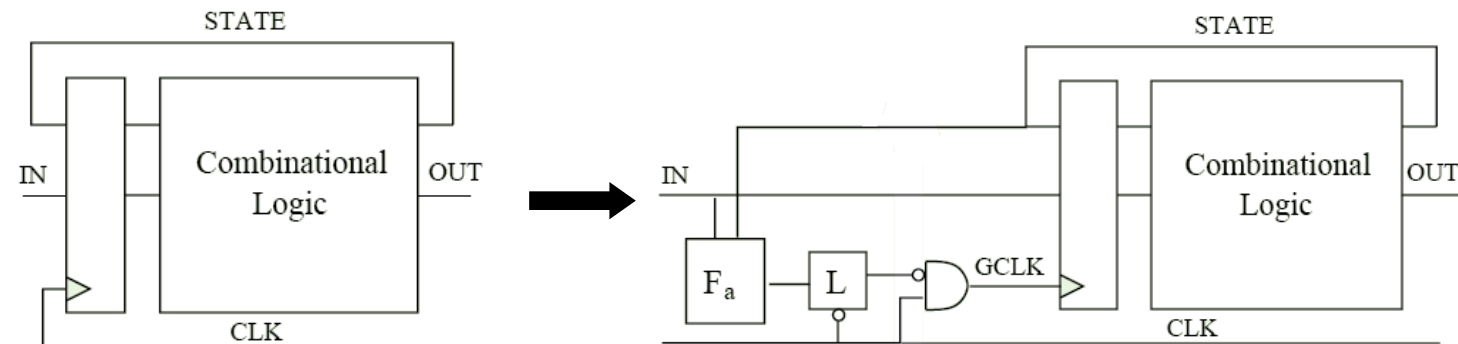 STATE
IN
Combinational
Logic
OUT
CLK
STATE
IN
Combinational
Logic
OUT
Fa
L
GCLK
CLK